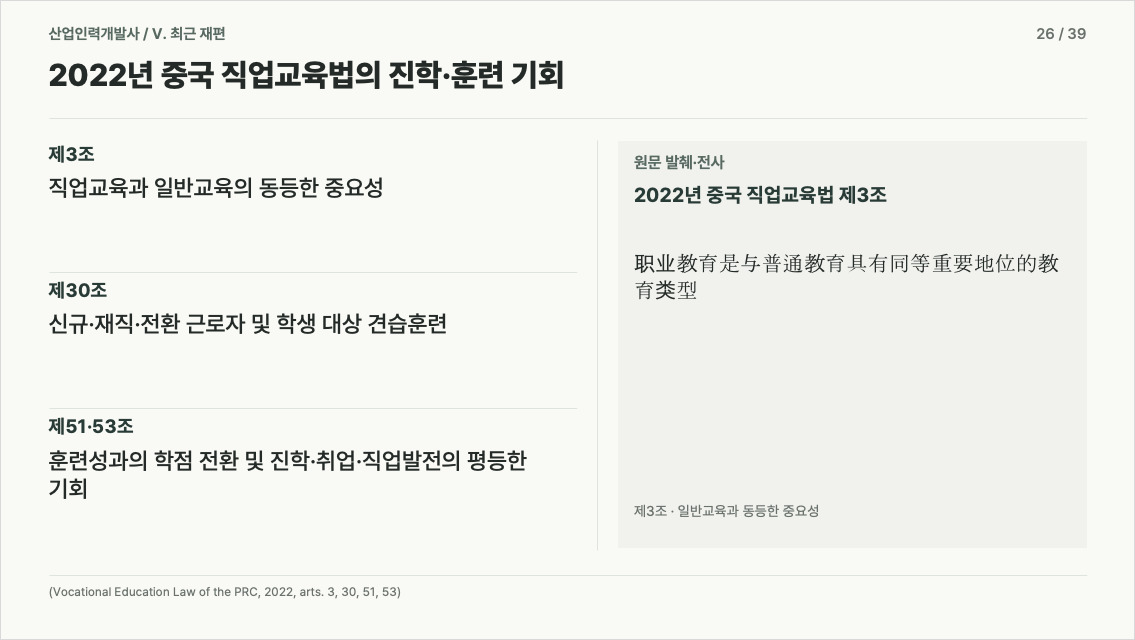 산업인력개발사 / V. 최근 재편
26 / 39
2022년 중국 직업교육법의 진학·훈련 기회
제3조
직업교육과 일반교육의 동등한 중요성
제30조
신규·재직·전환 근로자 및 학생 대상 견습훈련
제51·53조
훈련성과의 학점 전환 및 진학·취업·직업발전의 평등한
기회
원문 발췌·전사
2022년 중국 직업교육법 제3조
职业教育是与普通教育具有同等重要地位的教
育类型
제3조 · 일반교육과 동등한 중요성
(Vocational Education Law of the PRC, 2022, arts. 3, 30, 51, 53)